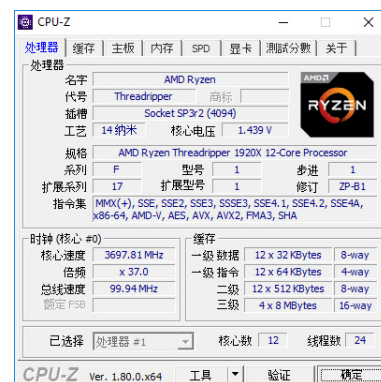 CPU-Z
处理器 缓存 主板 内存 SPD 显卡 测試分數 关于
处理器
名字 AMD Ryzen
代号 Threadripper 商标
插槽 Socket SP3r2 (4094)
工艺 14 纳米 核心电压 1.439 V
AMD
RYZEN
规格 AMD Ryzen Threadripper 1920X 12-Core Processor
系列 F 型号 1 步进 1
扩展系列 17 扩展型号 1 修订 ZP-B1
指令集 MMX(+), SSE, SSE2, SSE3, SSSE3, SSE4.1, SSE4.2, SSE4A,
x86-64, AMD-V, AES, AVX, AVX2, FMA3, SHA
时钟 (核心 #0)
核心速度 3697.81 MHz
倍频 x 37.0
总线速度 99.94 MHz
额定 FSB
缓存
一级 数据 12 x 32 KBytes 8-way
一级 指令 12 x 64 KBytes 4-way
二级 12 x 512 KBytes 8-way
三级 4 x 8 MBytes 16-way
已选择 处理器 #1 核心数 12 线程数 24
CPU-Z Ver. 1.80.0.x64 工具 验证 确定